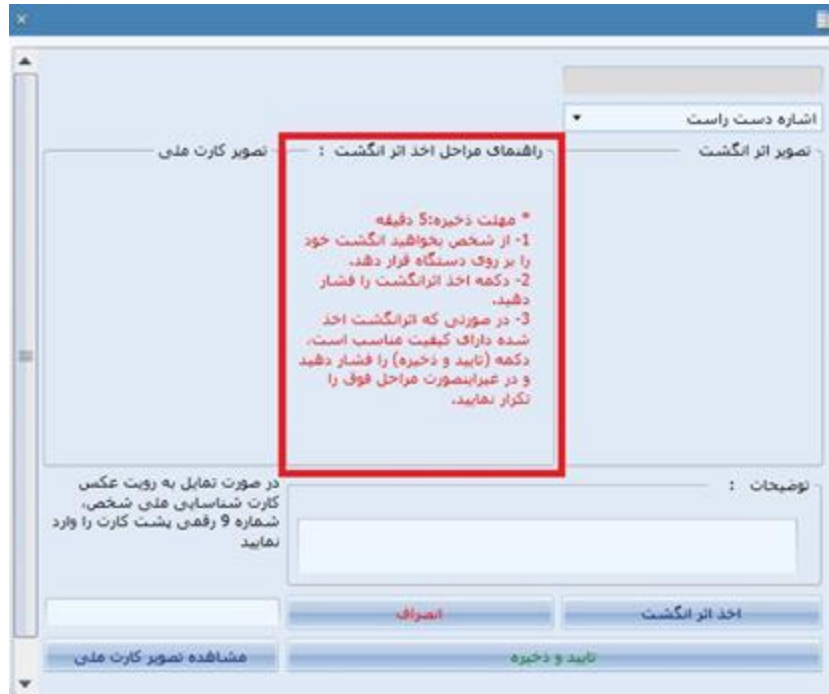 اشاره دست راست
تصویر اثر انگشت
راهنمای مراحل اخذ اثر انگشت :
تصویر کارت ملی
* مهلت ذخیره:5 دقیقه
1- از شخص بخواهید انگشت خود
را بر روی دستگاه قرار دهد.
2- دکمه اخذ اثرانگشت را فشار
دهید.
3- در صورتی که اثرانگشت اخذ
شده دارای کیفیت مناسب است،
دکمه (تایید و ذخیره) را فشار دهید
و در غیراینصورت مراحل فوق را
تکرار نمایید.
توضیحات :
در صورت تمایل به رویت عکس
کارت شناسایی ملی شخص،
شماره 9 رقمی پشت کارت را وارد
نمایید
اخذ اثر انگشت
انصراف
تایید و ذخیره
مشاهده تصویر کارت ملی